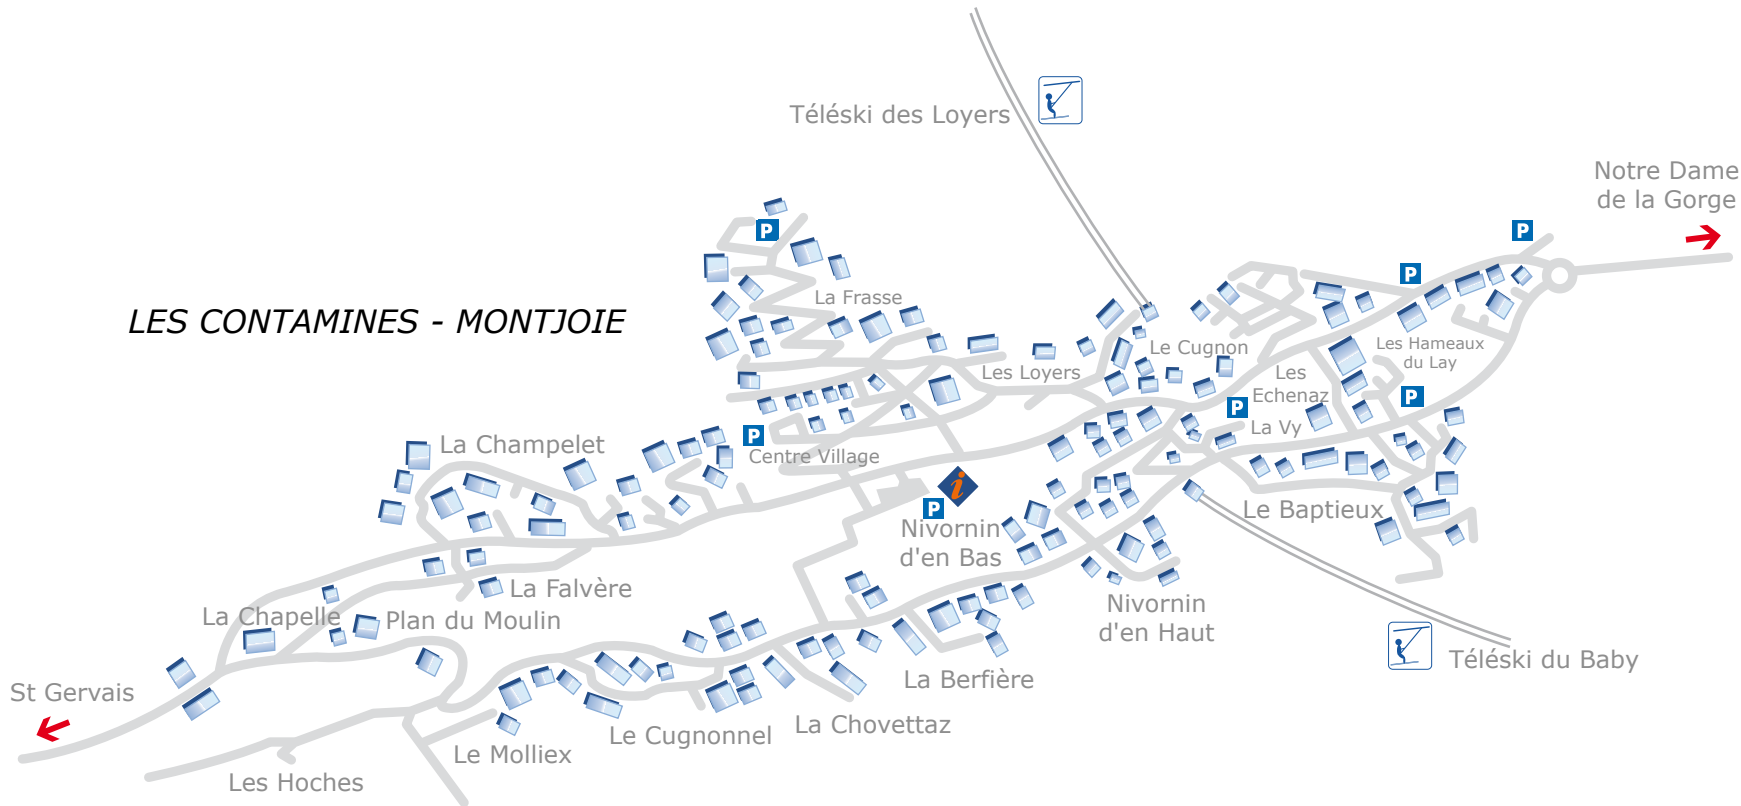 Téléski des Loyers
Notre Dame
de la Gorge
P
P
P
La Frasse
LES CONTAMINES - MONTJOIE
Le Cugnon
Les Hameaux
du Lay
Les Loyers
Les
Echenaz
P
P
La Vy
P
La Champelet
Centre Village
i
P
Nivornin
d'en Bas
Le Baptieux
La Falvère
La Chapelle
Plan du Moulin
Nivornin
d'en Haut
Téléski du Baby
La Berfière
St Gervais
La Chovettaz
Le Cugnonnel
Le Molliex
Les Hoches